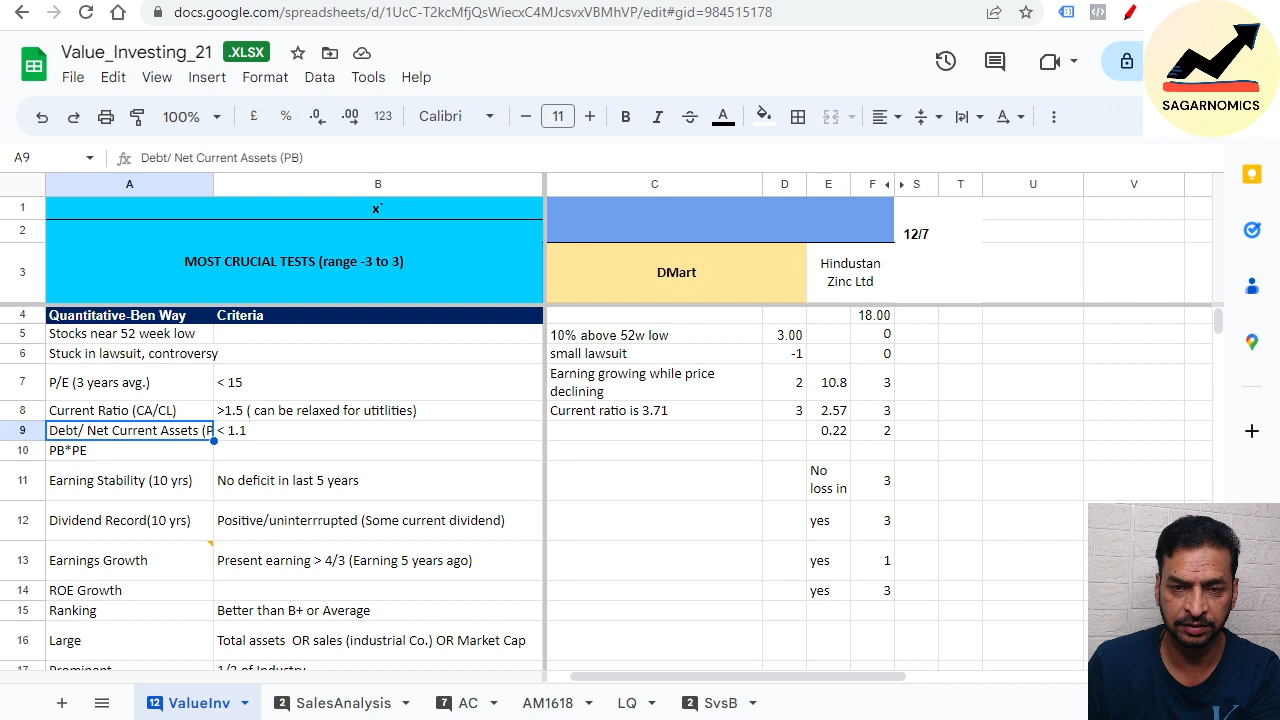 docs.google.com/spreadsheets/d/1UcC-T2kcMfjQsWiecxC4MJcsvxVBMhVP/edit#gid=984515178
Value_Investing_21 .XLSX
File Edit View Insert Format Data Tools Help
SAGARNOMICS
100% £ % .0 .00 123 Calibri 11 B I S A
A9 fx Debt/ Net Current Assets (PB)
A B C D E F S T U V
1 x`
2 12/7
3 MOST CRUCIAL TESTS (range -3 to 3) DMart Hindustan
Zinc Ltd
4 Quantitative-Ben Way Criteria 18.00
5 Stocks near 52 week low 10% above 52w low 3.00 0
6 Stuck in lawsuit, controversy small lawsuit -1 0
7 P/E (3 years avg.) < 15 Earning growing while price
declining 2 10.8 3
8 Current Ratio (CA/CL) >1.5 ( can be relaxed for utitlities) Current ratio is 3.71 3 2.57 3
9 Debt/ Net Current Assets (P < 1.1 0.22 2
10 PB*PE
11 Earning Stability (10 yrs) No deficit in last 5 years No
loss in 3
12 Dividend Record(10 yrs) Positive/uninterrrupted (Some current dividend) yes 3
13 Earnings Growth Present earning > 4/3 (Earning 5 years ago) yes 1
14 ROE Growth yes 3
15 Ranking Better than B+ or Average
16 Large Total assets OR sales (industrial Co.) OR Market Cap
17 Prominent 1/2 of Industry
12 ValueInv 2 SalesAnalysis 7 AC AM1618 LQ 2 SvsB